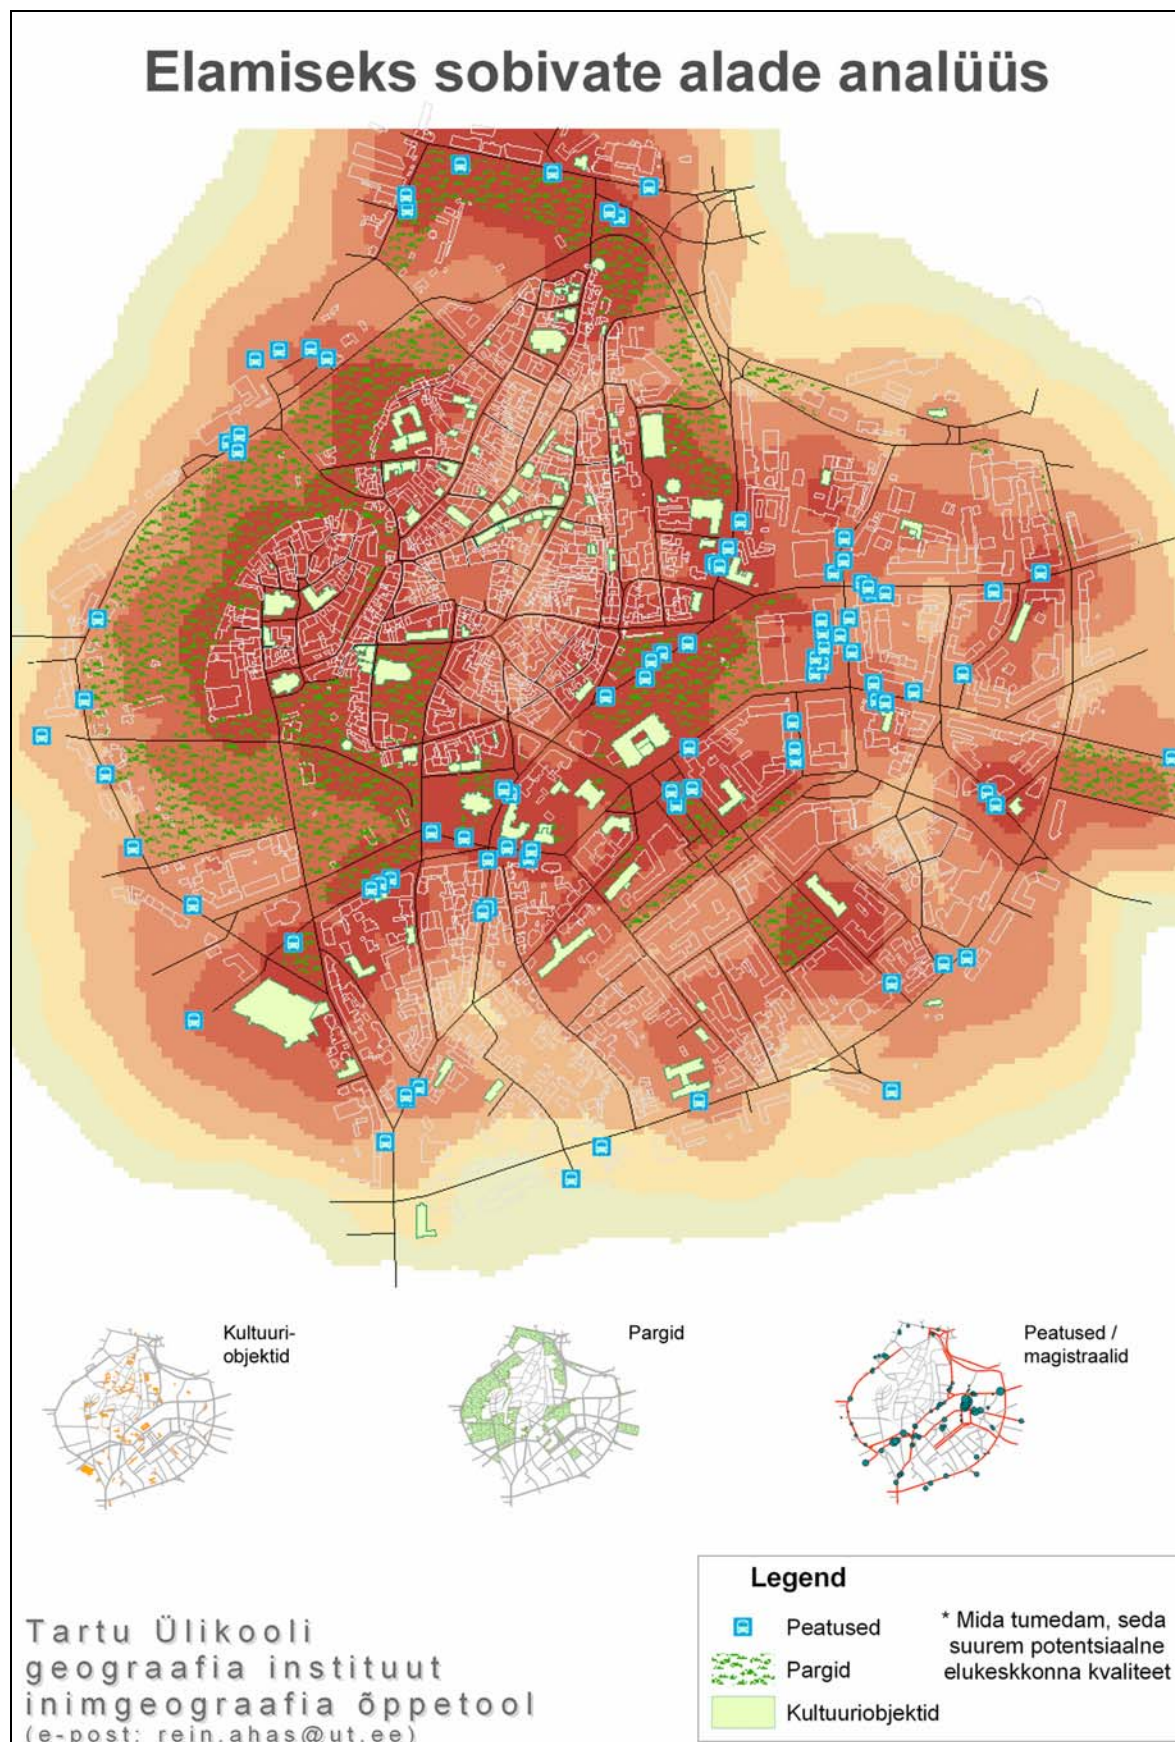 Elamiseks sobivate alade analüüs
Kultuuri-
objektid
Pargid
Peatused /
magistraalid
Legend
Peatused
Pargid
Kultuuriobjektid
* Mida tumedam, seda
suurem potentsiaalne
elukeskkonna kvaliteet
Tartu Ülikooli
geograafia instituut
inimgeograafia õppetool
(e-post: rein.ahas@ut.ee)